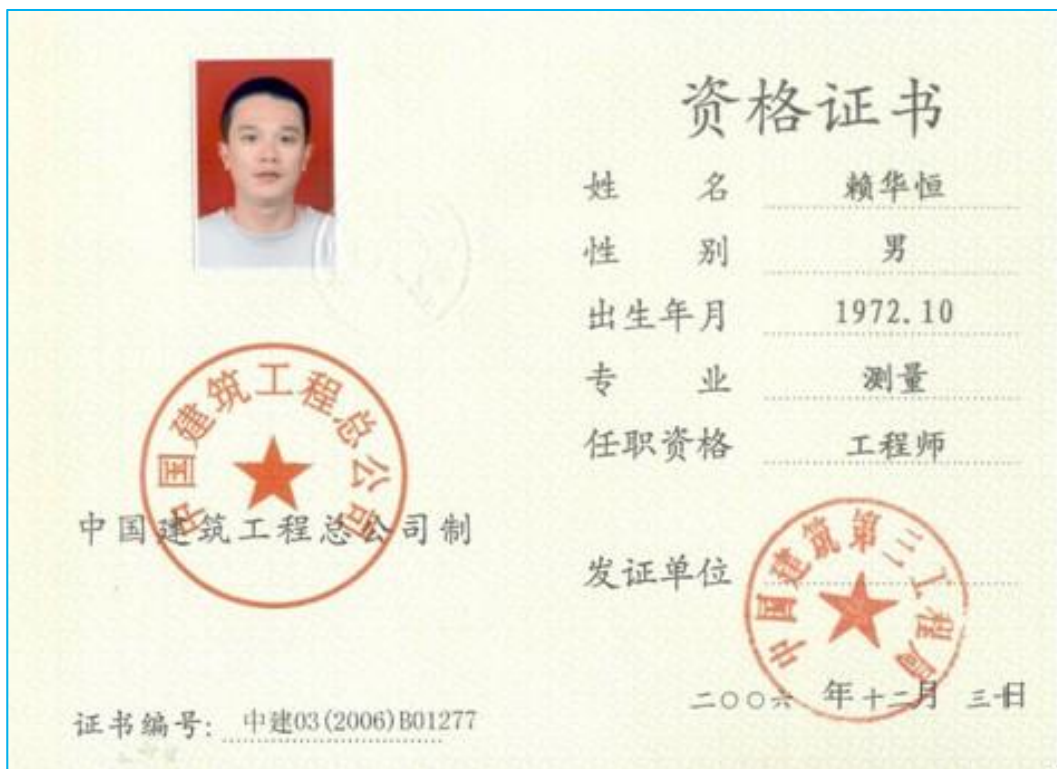 资格证书
姓名 赖华恒
性别 男
出生年月 1972.10
专业 测量
任职资格 工程师
发证单位
中国建筑第三工程局
二〇〇六年十二月三十日
中国建筑工程总公司
中国建筑工程总公司制
证书编号: 中建03(2006)B01277